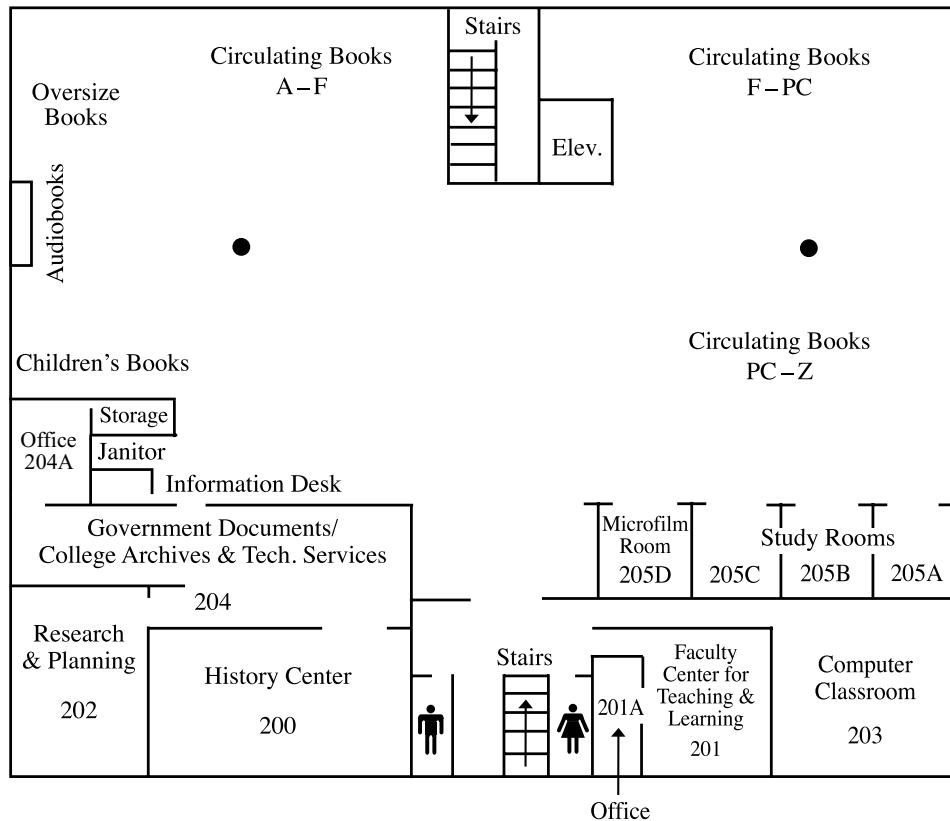 Stairs
Circulating Books
A – F
Circulating Books
F – PC
Oversize
Books
Elev.
Audiobooks
Circulating Books
PC – Z
Children's Books
Storage
Office
204A
Janitor
Information Desk
Government Documents/
College Archives & Tech. Services
204
Microfilm
Room
205D
Study Rooms
205C
205B
205A
Research
& Planning
202
History Center
200
Stairs
201A
Office
Faculty
Center for
Teaching &
Learning
201
Computer
Classroom
203